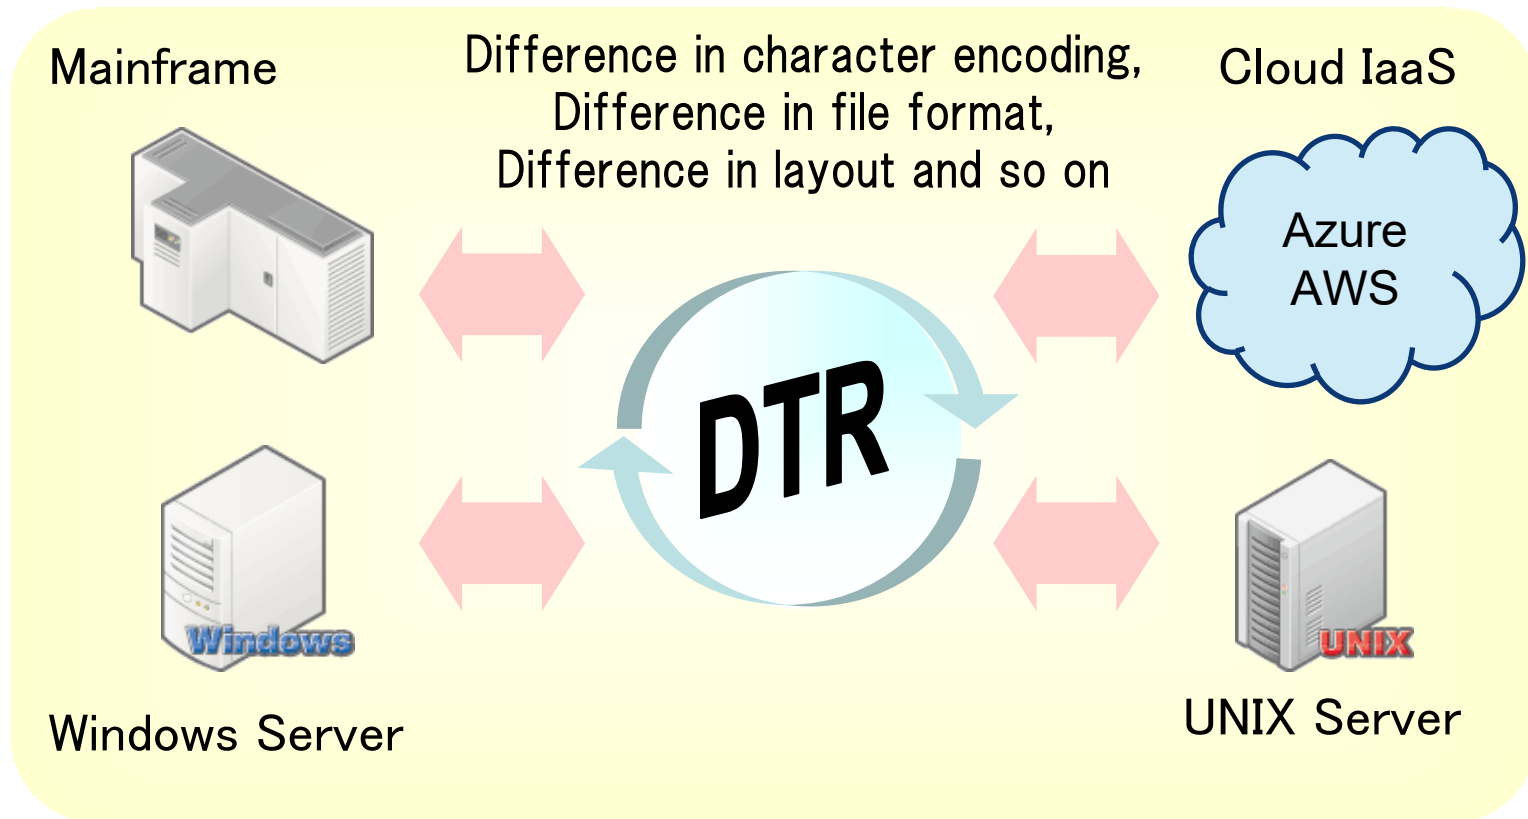 Mainframe
Difference in character encoding,
Difference in file format,
Difference in layout and so on
Cloud IaaS
Azure
AWS
DTR
Windows
Windows Server
UNIX
UNIX Server